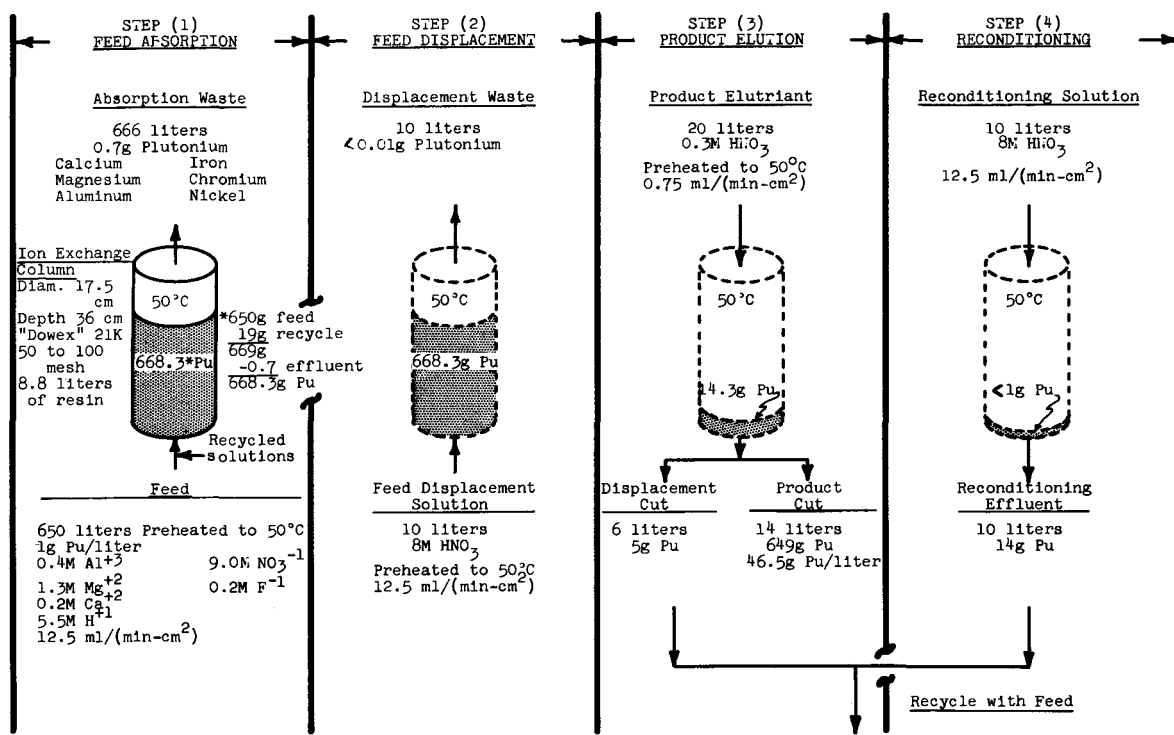 STEP (1)
FEED ABSORPTION
Absorption Waste
666 liters
0.7g Plutonium
Calcium Iron
Magnesium Chromium
Aluminum Nickel
Ion Exchange
Column
Diam. 17.5
cm
Depth 36 cm
"Dowex" 21K
50 to 100
mesh
8.8 liters
of resin
50°C
668.3*Pu
*650g feed
19g recycle
669g
-0.7 effluent
668.3g Pu
Recycled
solutions
Feed
650 liters Preheated to 50°C
1g Pu/liter
0.4M Al+3 9.0M NO3-1
1.3M Mg+2 0.2M F-1
0.2M Ca+2
5.5M H+1
12.5 ml/(min-cm2)
STEP (2)
FEED DISPLACEMENT
Displacement Waste
10 liters
<0.01g Plutonium
50°C
668.3g Pu
Feed Displacement
Solution
10 liters
8M HNO3
Preheated to 50°C
12.5 ml/(min-cm2)
STEP (3)
PRODUCT ELUTION
Product Elutriant
20 liters
0.3M HNO3
Preheated to 50°C
0.75 ml/(min-cm2)
50°C
14.3g Pu
Displacement
Cut
6 liters
5g Pu
Product
Cut
14 liters
649g Pu
46.5g Pu/liter
STEP (4)
RECONDITIONING
Reconditioning Solution
10 liters
8M HNO3
12.5 ml/(min-cm2)
50°C
<1g Pu
Reconditioning
Effluent
10 liters
14g Pu
Recycle with Feed